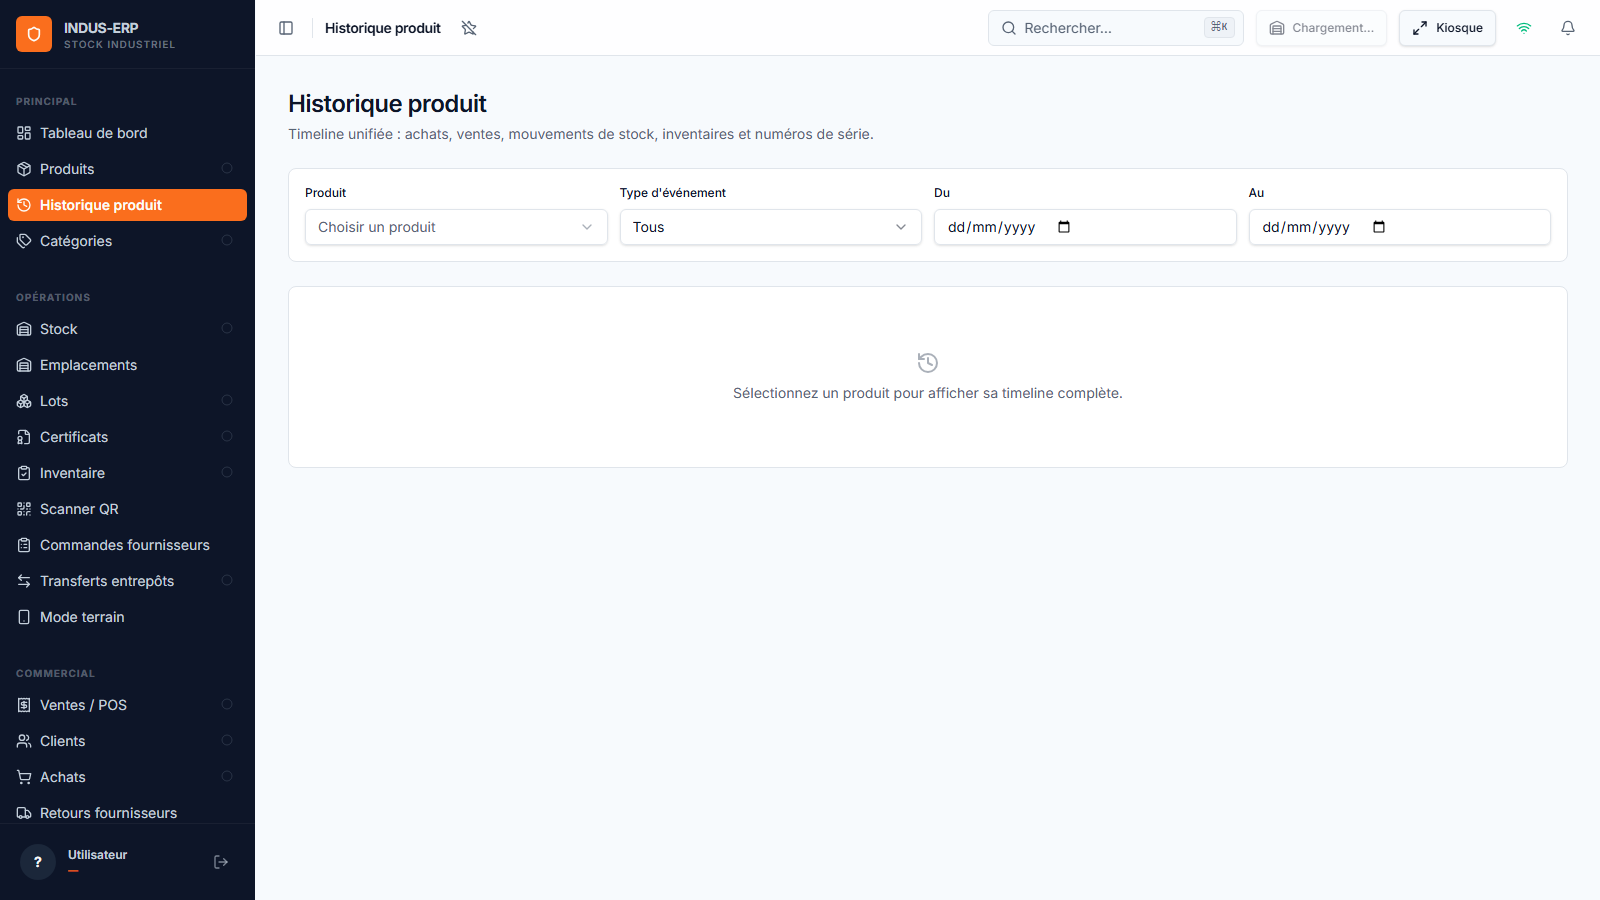 INDUS-ERP
STOCK INDUSTRIEL
PRINCIPAL
Tableau de bord
Produits
Historique produit
Catégories
OPÉRATIONS
Stock
Emplacements
Lots
Certificats
Inventaire
Scanner QR
Commandes fournisseurs
Transferts entrepôts
Mode terrain
COMMERCIAL
Ventes / POS
Clients
Achats
Retours fournisseurs
?
Utilisateur
—
Historique produit
Rechercher...
⌘K
Chargement...
Kiosque
Historique produit
Timeline unifiée : achats, ventes, mouvements de stock, inventaires et numéros de série.
Produit
Type d'événement
Du
Au
Choisir un produit
Tous
dd/mm/yyyy
dd/mm/yyyy
Sélectionnez un produit pour afficher sa timeline complète.